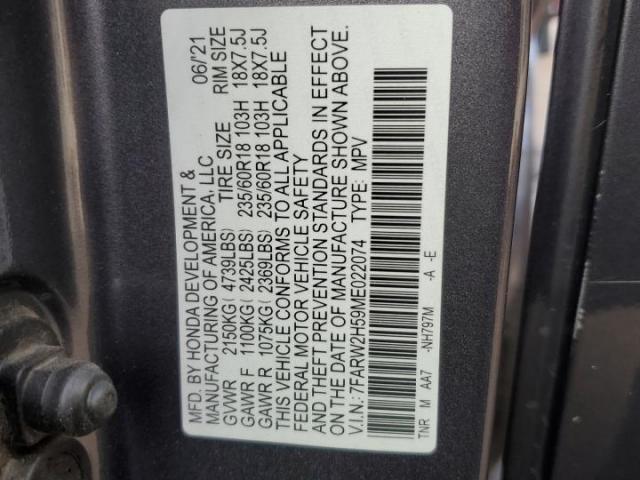 MFD. BY HONDA DEVELOPMENT & 06/'21
MANUFACTURING OF AMERICA, LLC
GVWR 2150KG( 4739LBS) TIRE SIZE RIM SIZE
GAWR F 1100KG( 2425LBS) 235/60R18 103H 18X7.5J
GAWR R 1075KG( 2369LBS) 235/60R18 103H 18X7.5J
THIS VEHICLE CONFORMS TO ALL APPLICABLE
FEDERAL MOTOR VEHICLE SAFETY
AND THEFT PREVENTION STANDARDS IN EFFECT
ON THE DATE OF MANUFACTURE SHOWN ABOVE.
V.I.N.: 7FARW2H59ME022074 TYPE: MPV
TNR M AA7 -NH797M -A -E